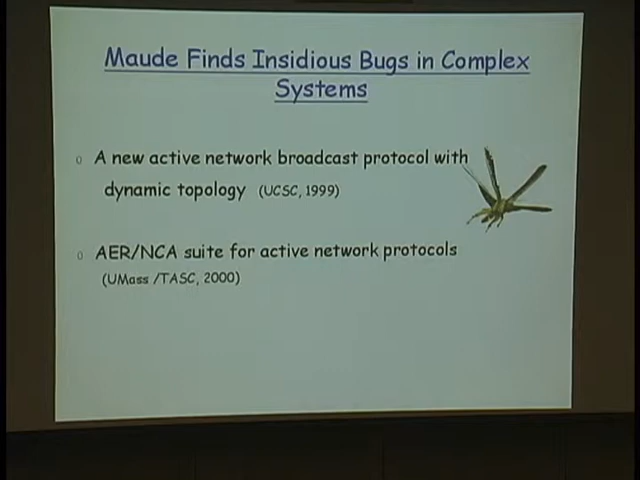 Maude Finds Insidious Bugs in Complex
Systems
o A new active network broadcast protocol with
dynamic topology (UCSC, 1999)
o AER/NCA suite for active network protocols
(UMass /TASC, 2000)